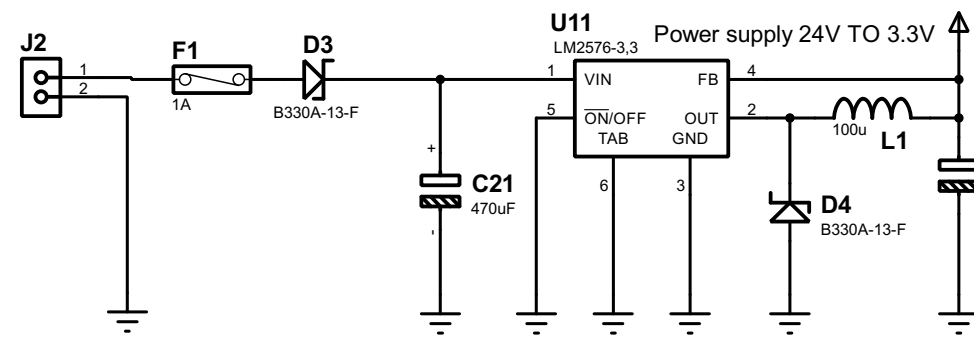 J2
1
2
F1
1A
D3
B330A-13-F
+
C21
470uF
-
U11
LM2576-3,3
Power supply 24V TO 3.3V
1
VIN
FB
4
5
ON/OFF
OUT
2
TAB
GND
6
3
100u
L1
D4
B330A-13-F